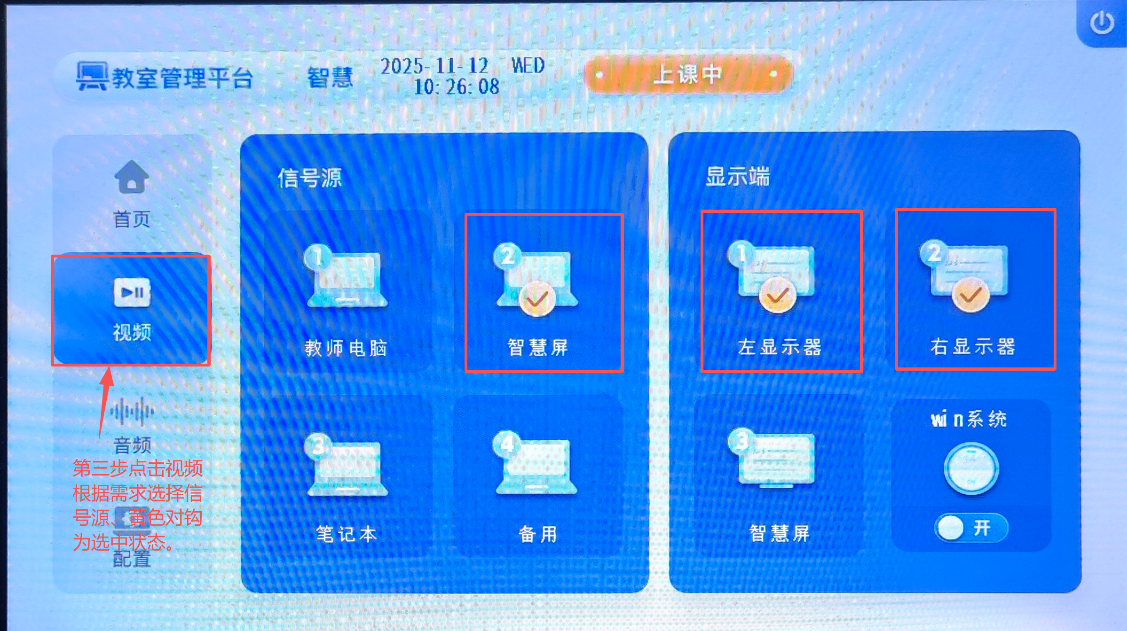 教室管理平台
智慧
2025-11-12 WED
10:26:08
上课中
首页
视频
音频
配置
第三步点击视频
根据需求选择信
号源、黄色对钩
为选中状态。
信号源
1
教师电脑
2
智慧屏
3
笔记本
4
备用
显示端
1
左显示器
2
右显示器
3
智慧屏
win系统
开